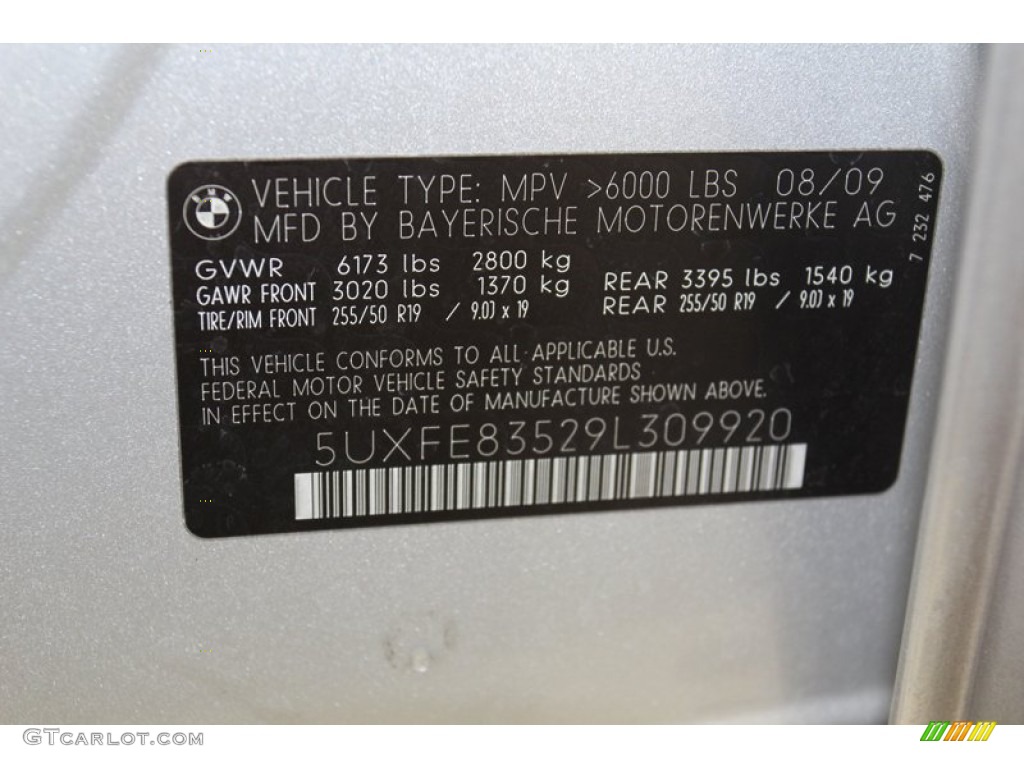 BMW
VEHICLE TYPE: MPV >6000 LBS 08/09
MFD BY BAYERISCHE MOTORENWERKE AG
7 232 476
GVWR 6173 lbs 2800 kg
GAWR FRONT 3020 lbs 1370 kg REAR 3395 lbs 1540 kg
TIRE/RIM FRONT 255/50 R19 / 9.0J x 19 REAR 255/50 R19 / 9.0J x 19
THIS VEHICLE CONFORMS TO ALL APPLICABLE U.S.
FEDERAL MOTOR VEHICLE SAFETY STANDARDS
IN EFFECT ON THE DATE OF MANUFACTURE SHOWN ABOVE.
5UXFE83529L309920
GTCARLOT.COM